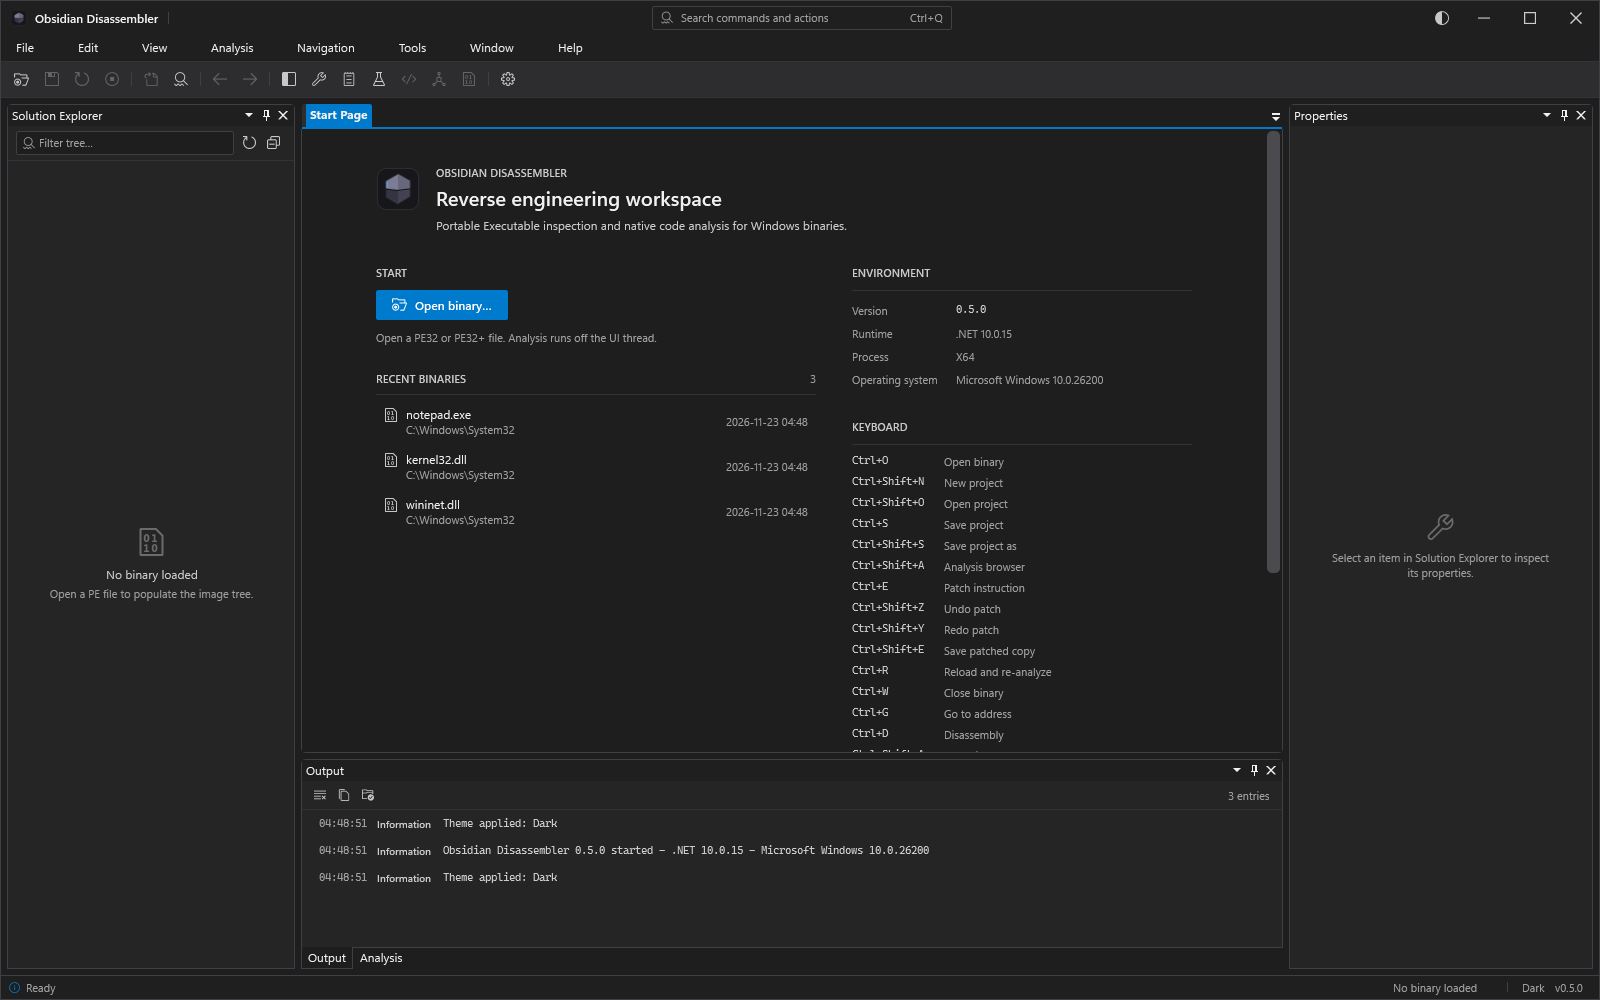 Obsidian Disassembler
Search commands and actions Ctrl+Q
File Edit View Analysis Navigation Tools Window Help
Solution Explorer
Filter tree...
No binary loaded
Open a PE file to populate the image tree.
Start Page
OBSIDIAN DISASSEMBLER
Reverse engineering workspace
Portable Executable inspection and native code analysis for Windows binaries.
START
Open binary...
Open a PE32 or PE32+ file. Analysis runs off the UI thread.
RECENT BINARIES 3
notepad.exe
C:\Windows\System32
2026-11-23 04:48
kernel32.dll
C:\Windows\System32
2026-11-23 04:48
wininet.dll
C:\Windows\System32
2026-11-23 04:48
ENVIRONMENT
Version 0.5.0
Runtime .NET 10.0.15
Process X64
Operating system Microsoft Windows 10.0.26200
KEYBOARD
Ctrl+O Open binary
Ctrl+Shift+N New project
Ctrl+Shift+O Open project
Ctrl+S Save project
Ctrl+Shift+S Save project as
Ctrl+Shift+A Analysis browser
Ctrl+E Patch instruction
Ctrl+Shift+Z Undo patch
Ctrl+Shift+Y Redo patch
Ctrl+Shift+E Save patched copy
Ctrl+R Reload and re-analyze
Ctrl+W Close binary
Ctrl+G Go to address
Ctrl+D Disassembly
Properties
Select an item in Solution Explorer to inspect
its properties.
Output
3 entries
04:48:51 Information Theme applied: Dark
04:48:51 Information Obsidian Disassembler 0.5.0 started — .NET 10.0.15 — Microsoft Windows 10.0.26200
04:48:51 Information Theme applied: Dark
Output Analysis
Ready
No binary loaded
Dark v0.5.0